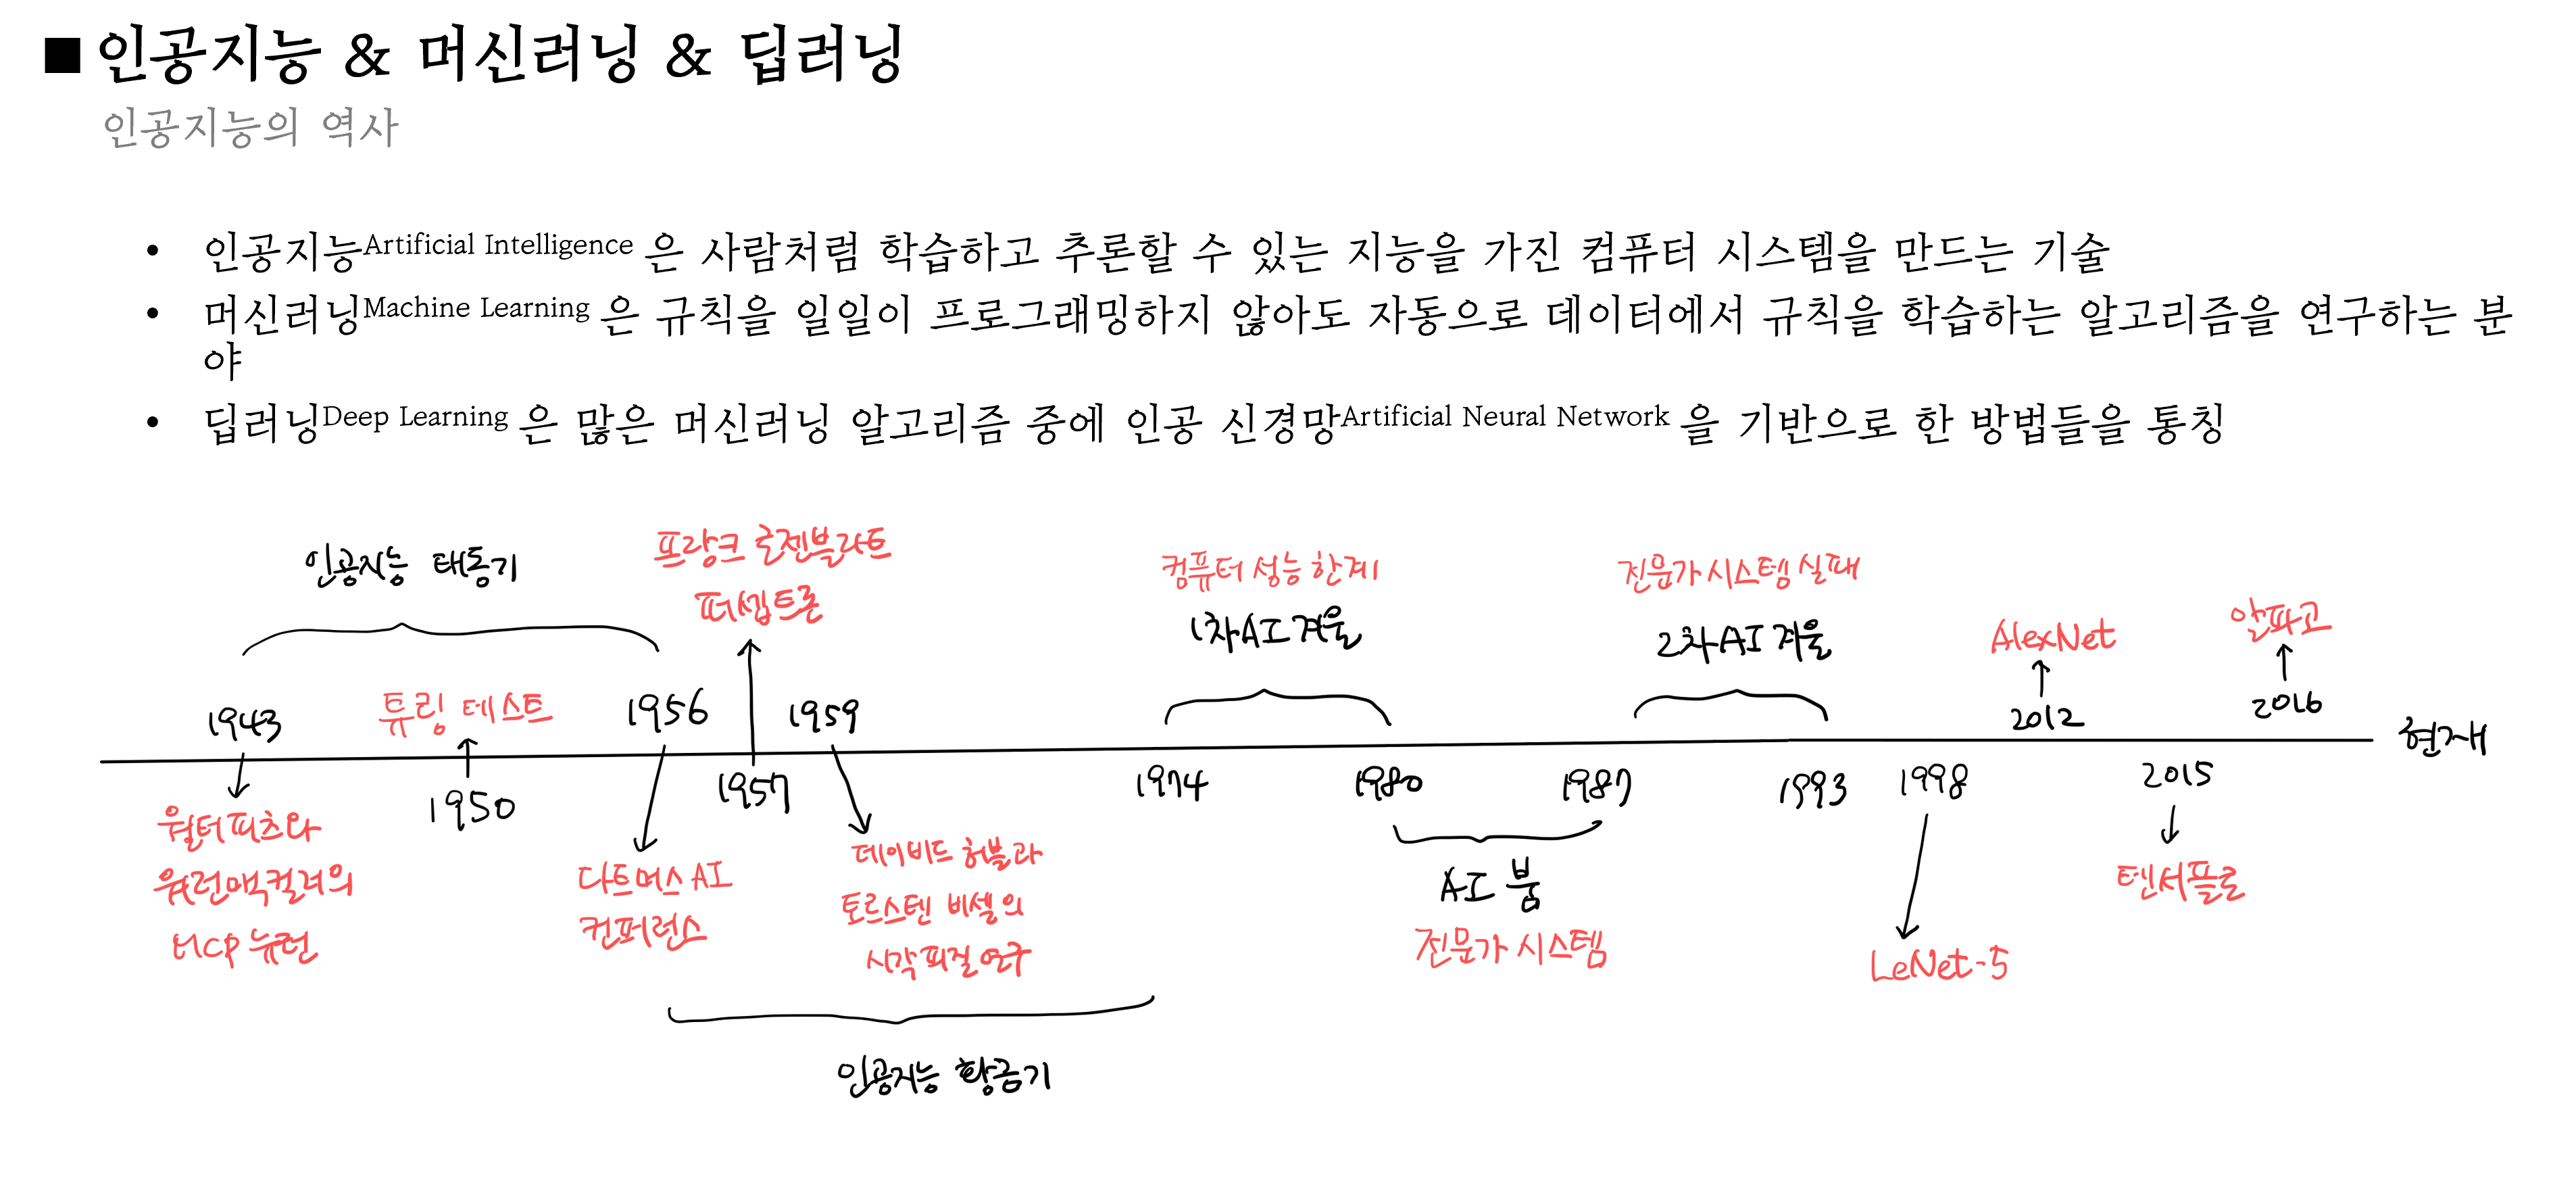 ■ 인공지능 & 머신러닝 & 딥러닝
인공지능의 역사
• 인공지능Artificial Intelligence 은 사람처럼 학습하고 추론할 수 있는 지능을 가진 컴퓨터 시스템을 만드는 기술
• 머신러닝Machine Learning 은 규칙을 일일이 프로그래밍하지 않아도 자동으로 데이터에서 규칙을 학습하는 알고리즘을 연구하는 분
야
• 딥러닝Deep Learning 은 많은 머신러닝 알고리즘 중에 인공 신경망Artificial Neural Network 을 기반으로 한 방법들을 통칭
인공지능 태동기
프랑크 로젠블라트
퍼셉트론
컴퓨터 성능 한계
1차 AI 겨울
전문가 시스템 실패
2차 AI 겨울
AlexNet
알파고
1943
튜링 테스트
1956
1959
2012
2016
현재
1950
1957
1974
1980
1987
1993
1998
2015
월터 피츠와
워런 맥컬러의
MCP 뉴런
다트머스 AI
컨퍼런스
데이비드 허블과
토르스텐 비셀의
시각 피질 연구
AI 붐
전문가 시스템
LeNet-5
텐서플로
인공지능 황금기